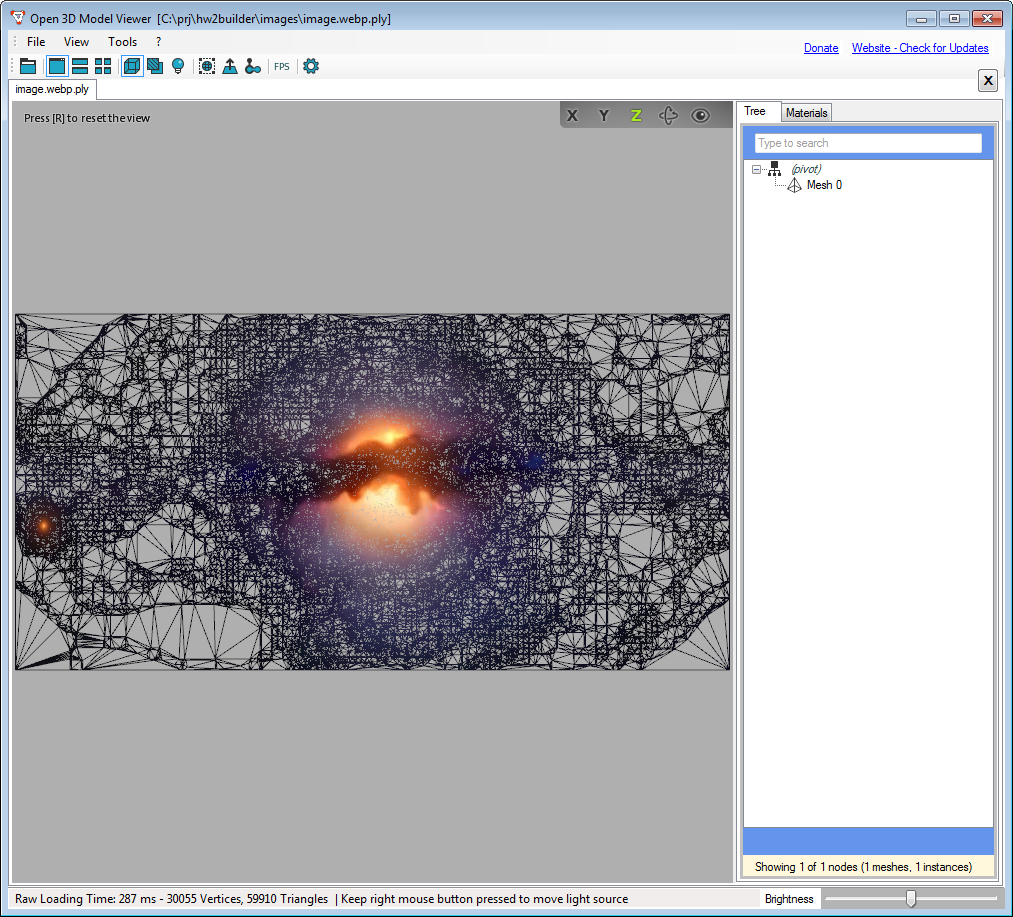 Open 3D Model Viewer [C:\prj\hw2builder\images\image.webp.ply]
File View Tools ?
Donate Website - Check for Updates
FPS
image.webp.ply
X
Press [R] to reset the view
X Y Z
Tree Materials
Type to search
(pivot)
Mesh 0
Showing 1 of 1 nodes (1 meshes, 1 instances)
Raw Loading Time: 287 ms - 30055 Vertices, 59910 Triangles | Keep right mouse button pressed to move light source
Brightness